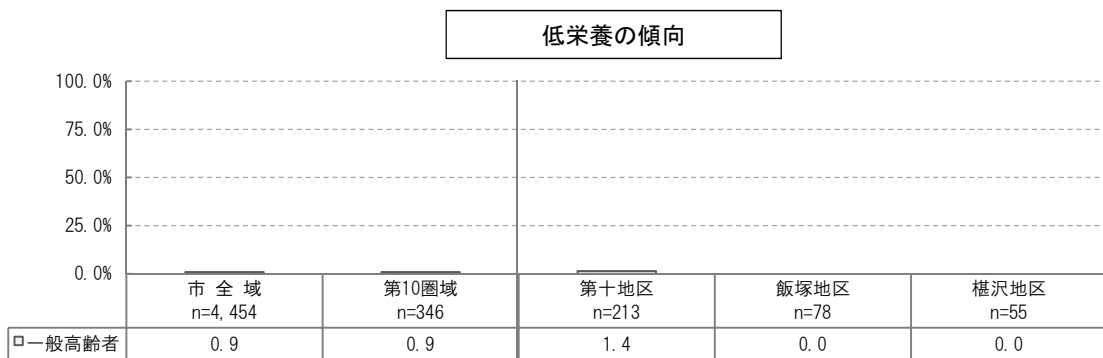 低栄養の傾向
100.0%
75.0%
50.0%
25.0%
0.0%
市 全 域 第10圏域 第十地区 飯塚地区 椹沢地区
n=4,454 n=346 n=213 n=78 n=55
一般高齢者 0.9 0.9 1.4 0.0 0.0